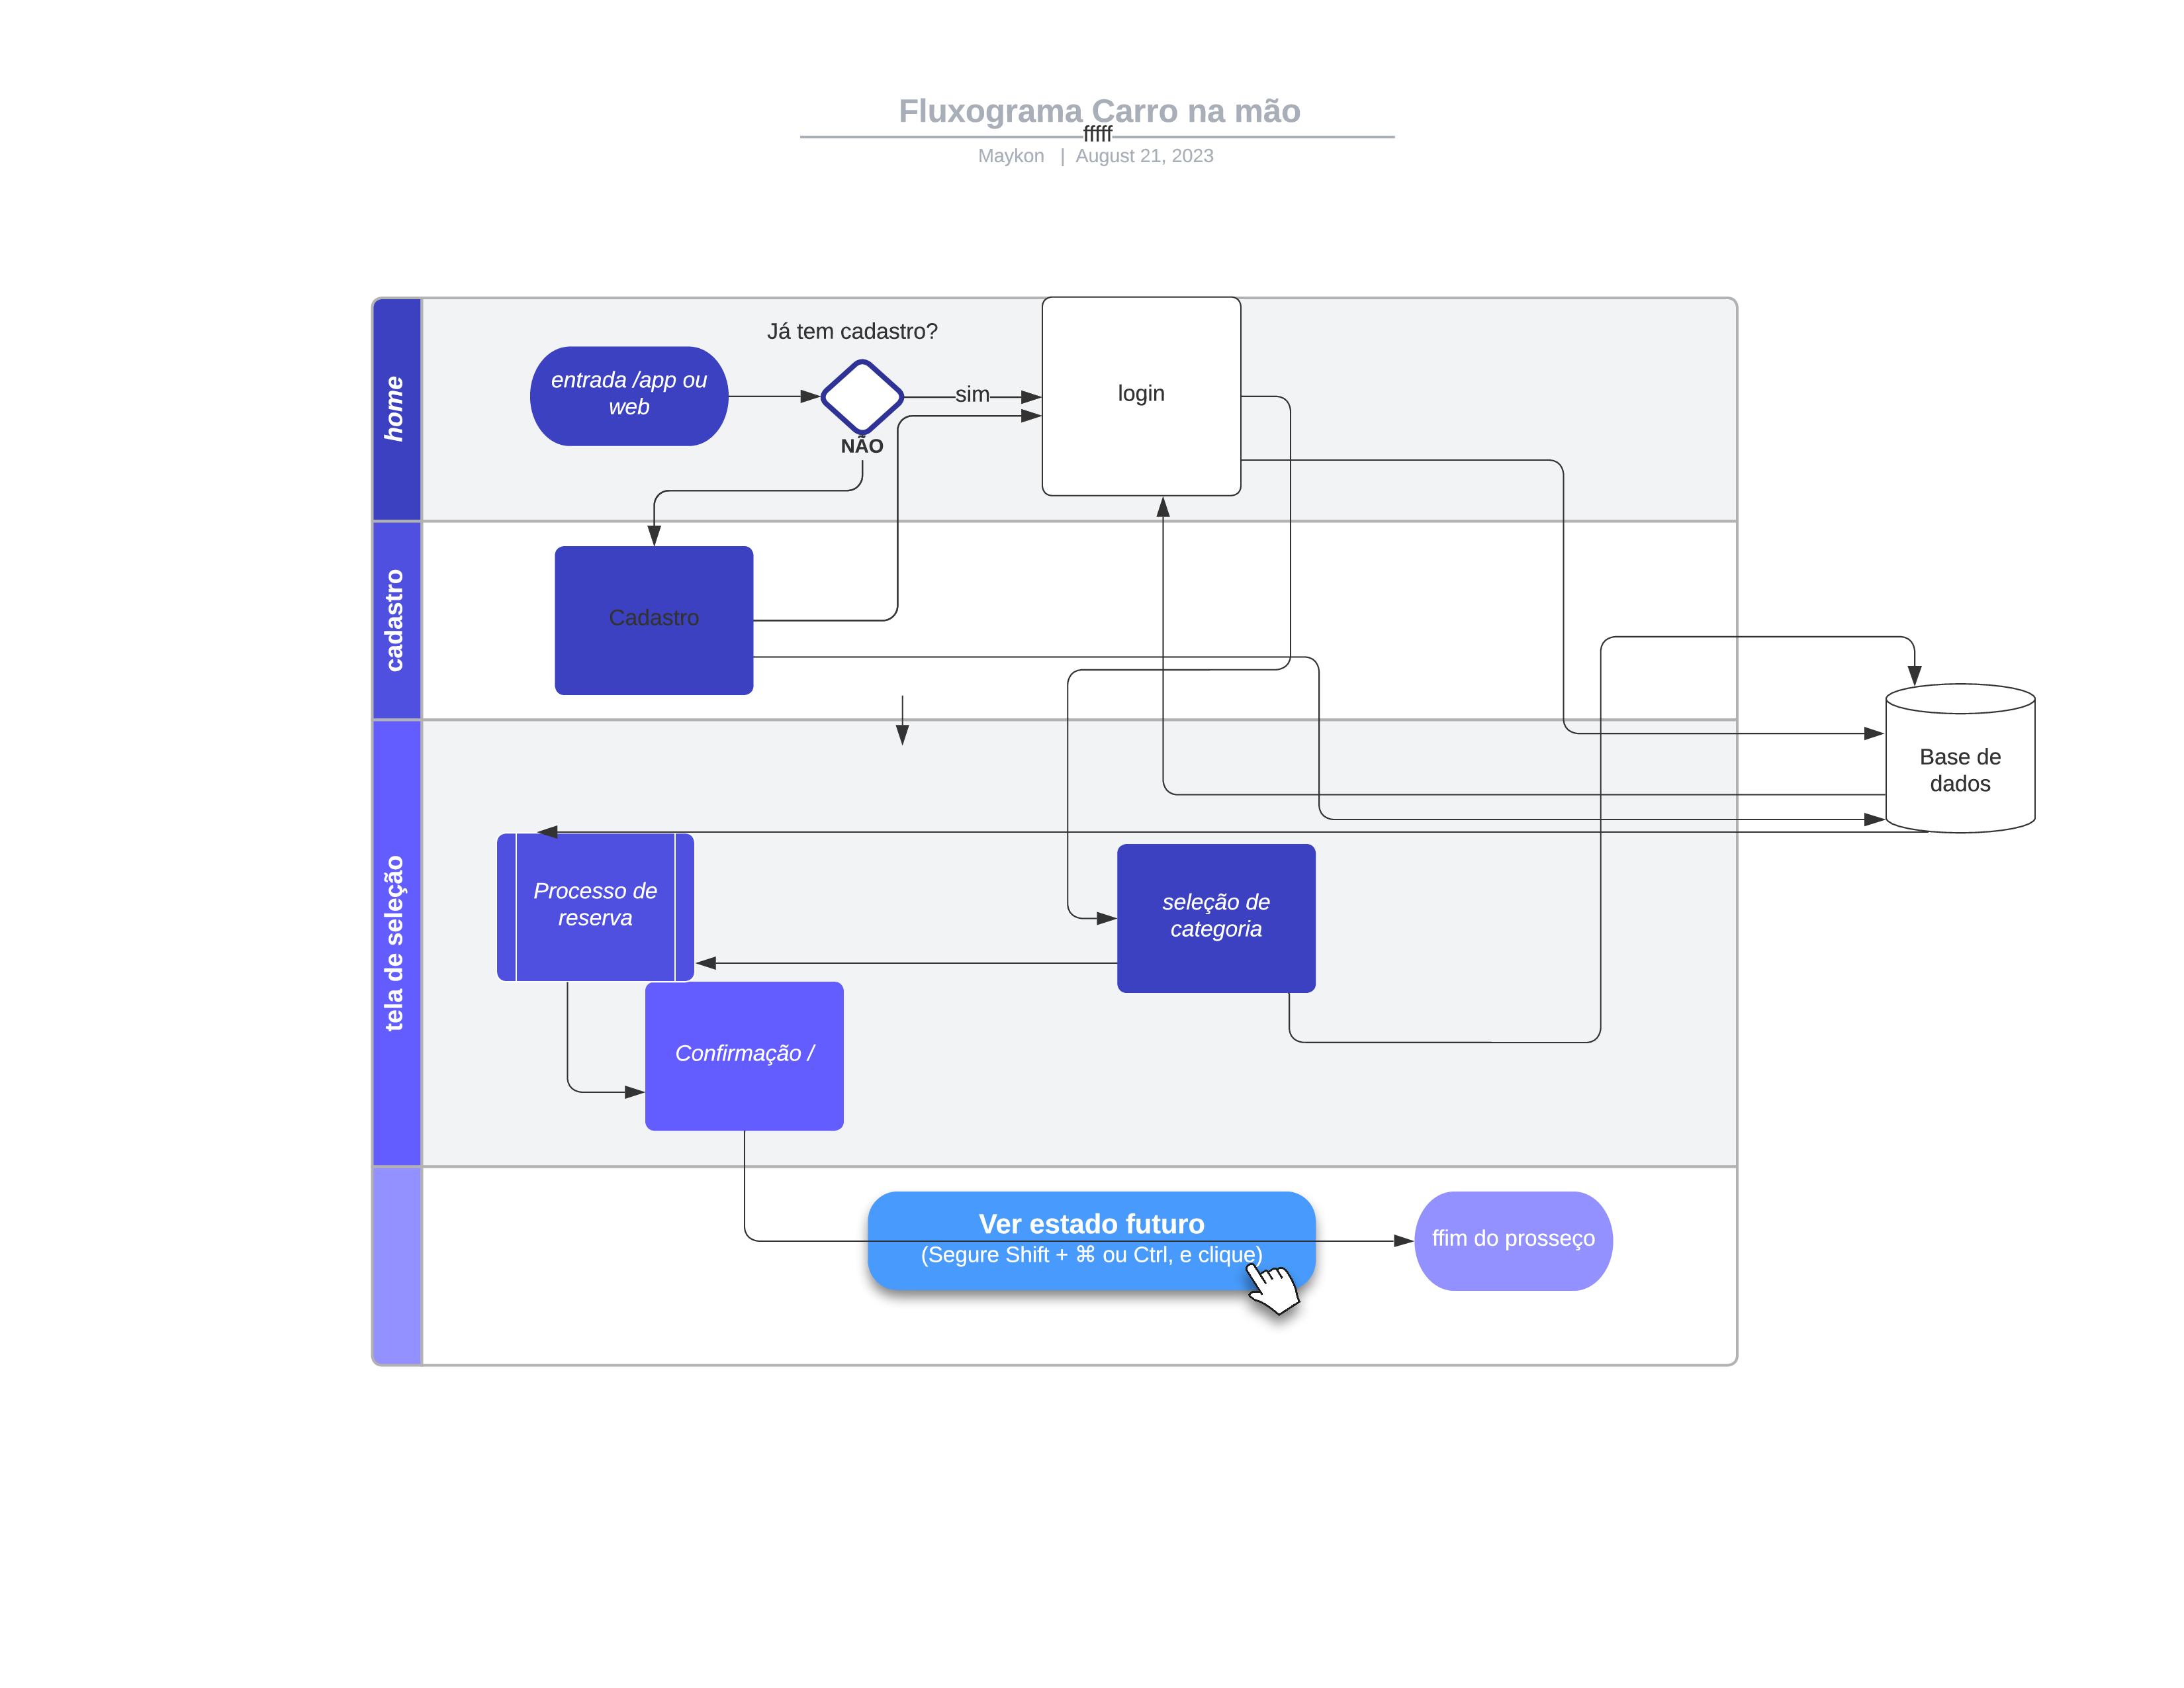 Fluxograma Carro na mão
fffff
Maykon | August 21, 2023
home
Já tem cadastro?
entrada /app ou
web
sim
login
NÃO
cadastro
Cadastro
Base de
dados
tela de seleção
Processo de
reserva
seleção de
categoria
Confirmação /
Ver estado futuro
(Segure Shift + ⌘ ou Ctrl, e clique)
ffim do prosseço